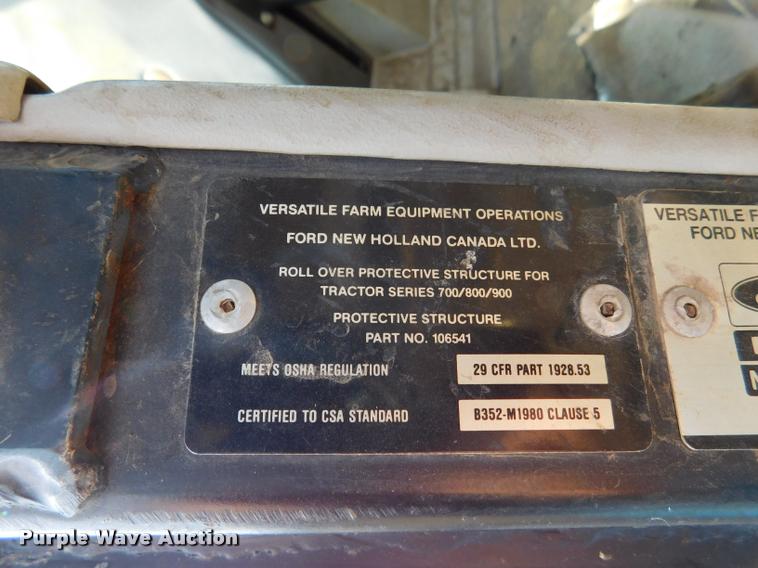 VERSATILE FARM EQUIPMENT OPERATIONS
FORD NEW HOLLAND CANADA LTD.
ROLL OVER PROTECTIVE STRUCTURE FOR
TRACTOR SERIES 700/800/900
PROTECTIVE STRUCTURE
PART NO. 106541
MEETS OSHA REGULATION 29 CFR PART 1928.53
CERTIFIED TO CSA STANDARD B352-M1980 CLAUSE 5
VERSATILE F
FORD NE
Purple Wave Auction